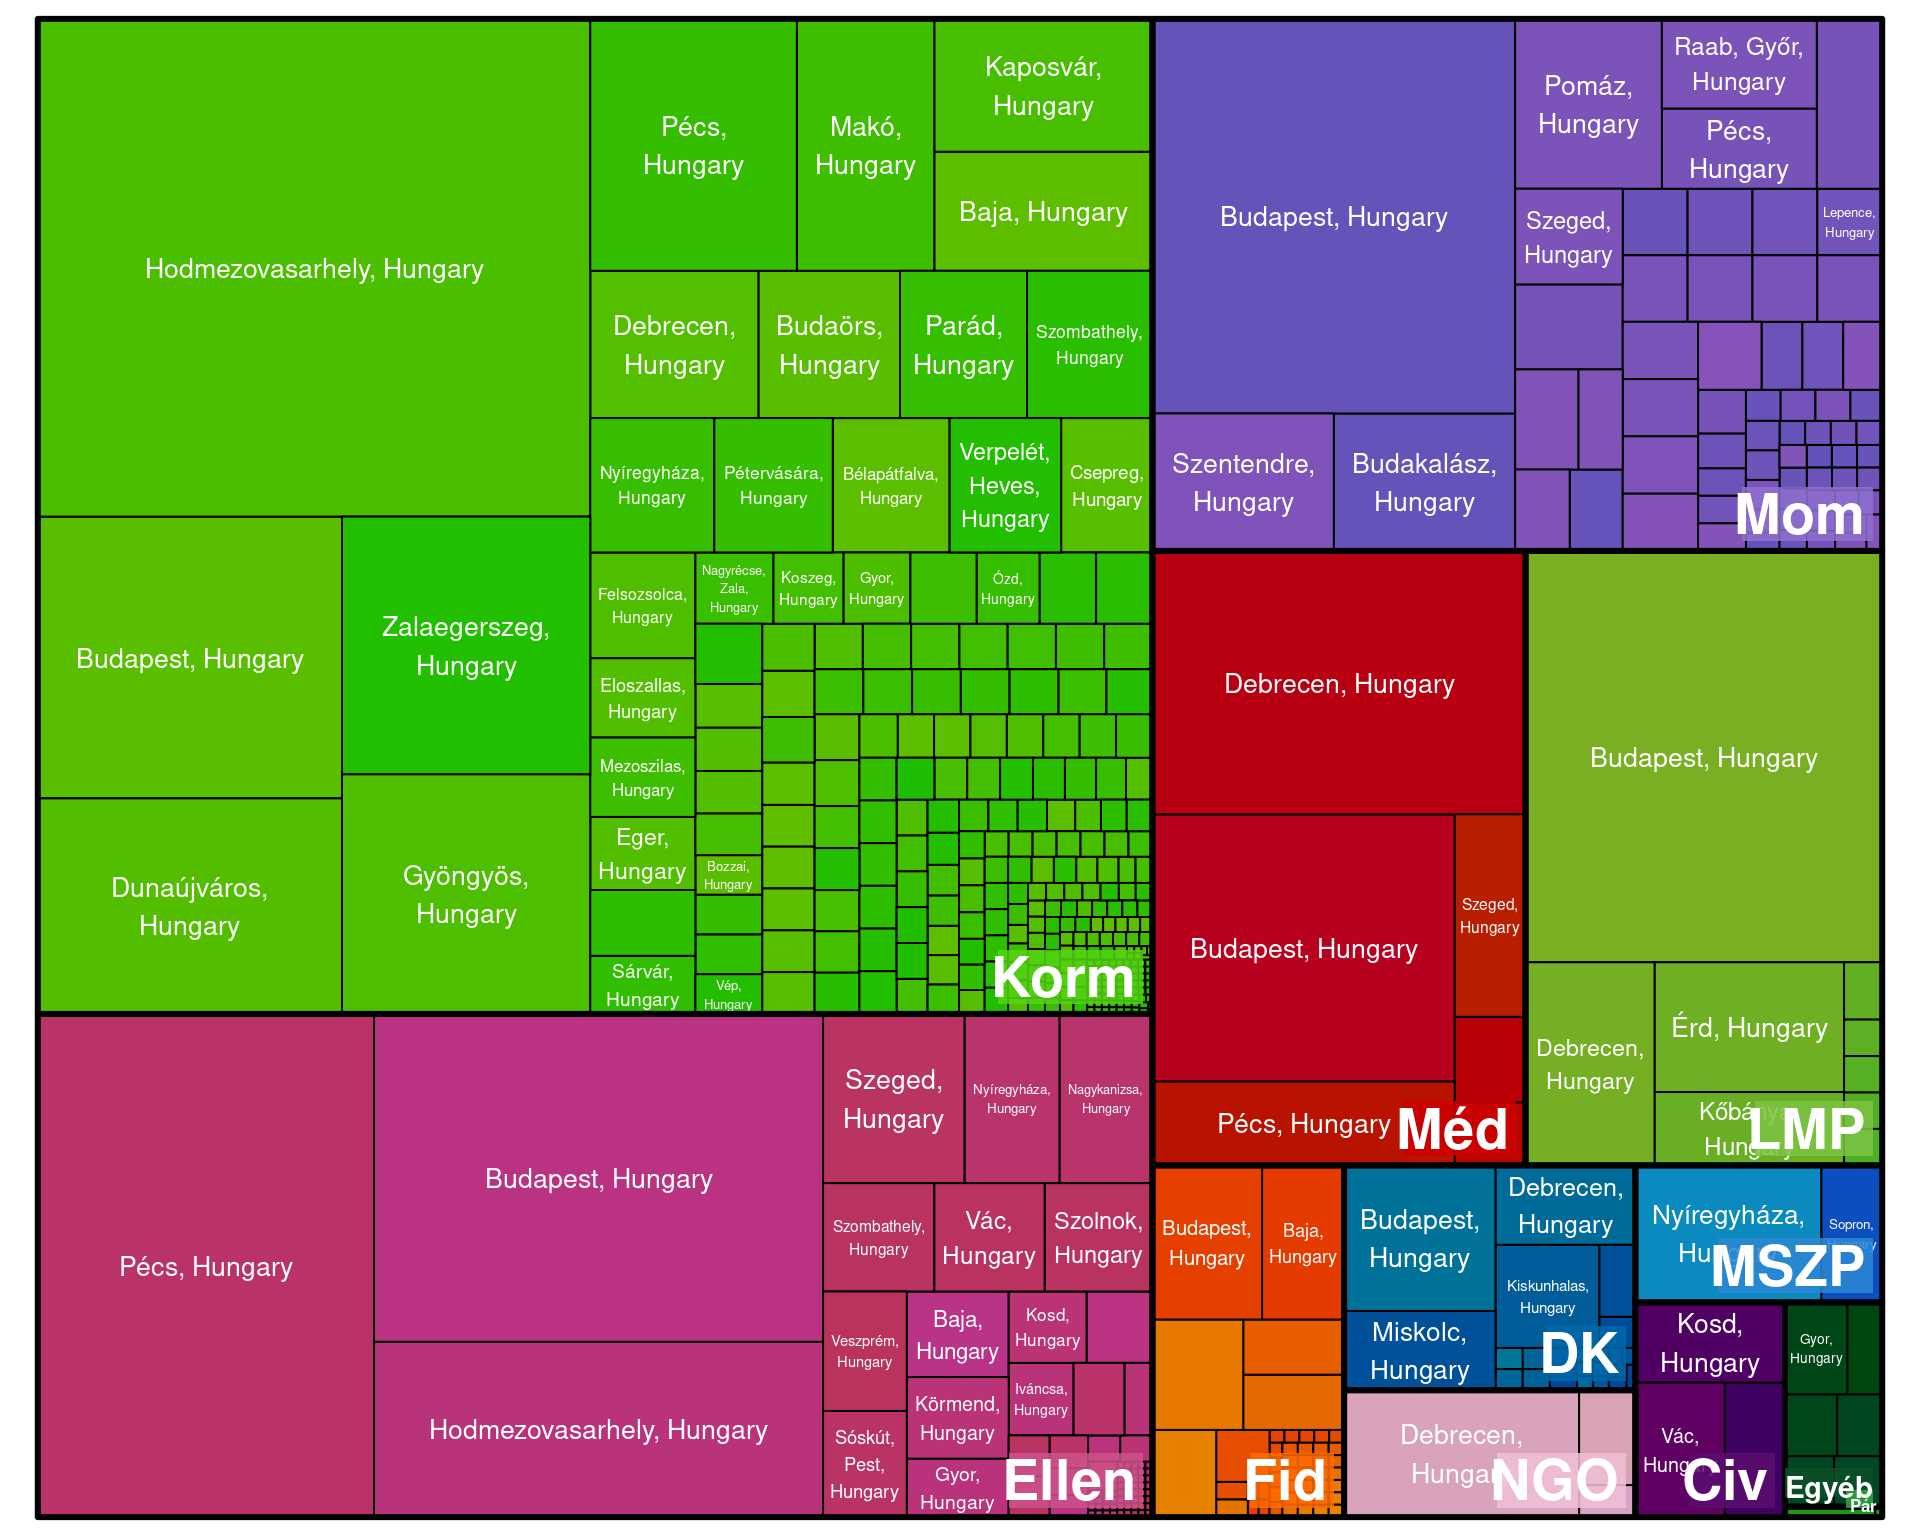 Hodmezovasarhely, Hungary
Budapest, Hungary
Zalaegerszeg,
Hungary
Dunaújváros,
Hungary
Gyöngyös,
Hungary
Pécs,
Hungary
Makó,
Hungary
Kaposvár,
Hungary
Baja, Hungary
Debrecen,
Hungary
Budaörs,
Hungary
Parád,
Hungary
Szombathely,
Hungary
Nyíregyháza,
Hungary
Pétervására,
Hungary
Bélapátfalva,
Hungary
Verpelét,
Heves,
Hungary
Csepreg,
Hungary
Felsozsolca,
Hungary
Nagyrécse,
Zala,
Hungary
Koszeg,
Hungary
Gyor,
Hungary
Ózd,
Hungary
Eloszallas,
Hungary
Mezoszilas,
Hungary
Eger,
Hungary
Bozzai,
Hungary
Sárvár,
Hungary
Vép,
Hungary
Korm
Budapest, Hungary
Pomáz,
Hungary
Raab, Győr,
Hungary
Pécs,
Hungary
Szeged,
Hungary
Lepence,
Hungary
Szentendre,
Hungary
Budakalász,
Hungary
Mom
Debrecen, Hungary
Budapest, Hungary
Szeged,
Hungary
Pécs, Hungary
Méd
Budapest, Hungary
Debrecen,
Hungary
Érd, Hungary
Kőbánya,
Hungary
LMP
Pécs, Hungary
Budapest, Hungary
Hodmezovasarhely, Hungary
Szeged,
Hungary
Nyíregyháza,
Hungary
Nagykanizsa,
Hungary
Szombathely,
Hungary
Vác,
Hungary
Szolnok,
Hungary
Veszprém,
Hungary
Baja,
Hungary
Kosd,
Hungary
Iváncsa,
Hungary
Körmend,
Hungary
Sóskút,
Pest,
Hungary
Gyor,
Hungary
Ellen
Budapest,
Hungary
Baja,
Hungary
Fid
Budapest,
Hungary
Debrecen,
Hungary
Kiskunhalas,
Hungary
Miskolc,
Hungary
DK
Nyíregyháza,
Hungary
Sopron,
Hungary
MSZP
Debrecen,
Hungary
NGO
Kosd,
Hungary
Vác,
Hungary
Civ
Gyor,
Hungary
Egyéb
Pár